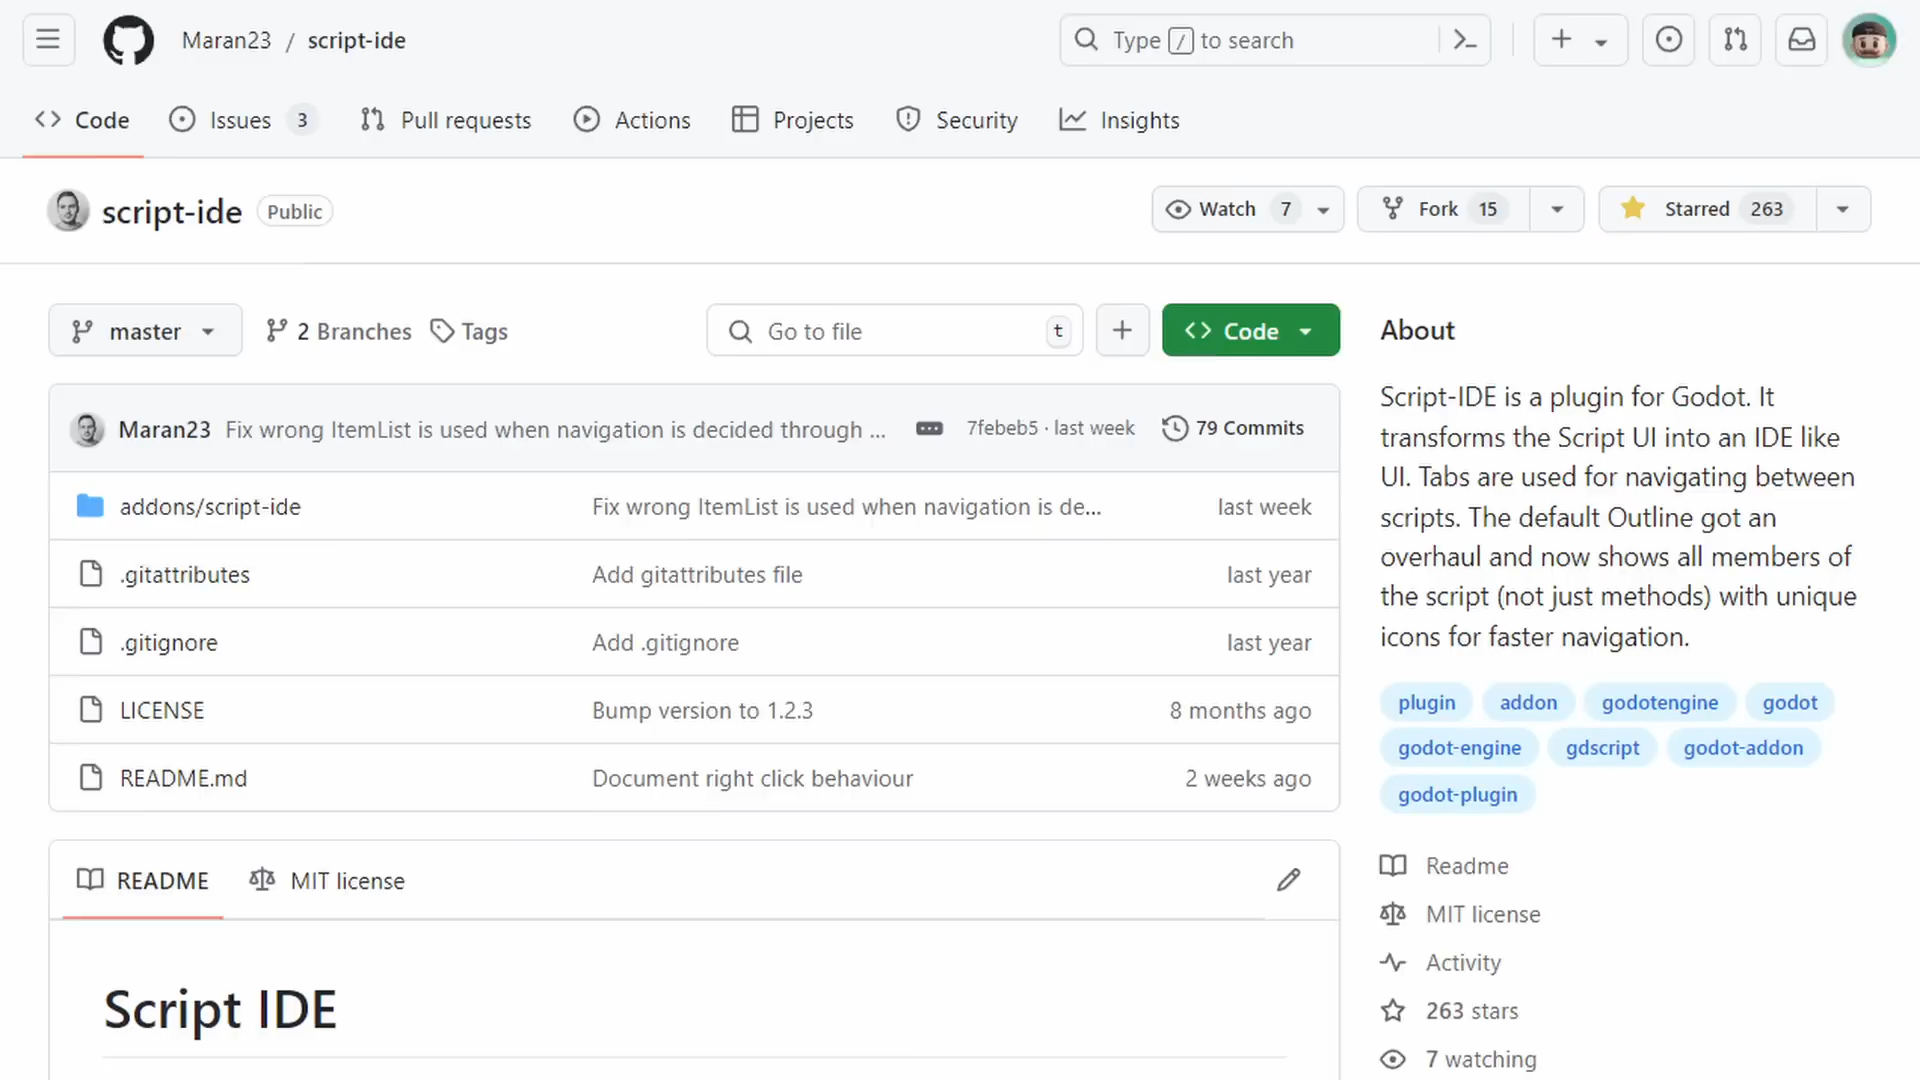 Maran23 / script-ide
Type / to search
Code
Issues 3
Pull requests
Actions
Projects
Security
Insights
script-ide Public
Watch 7
Fork 15
Starred 263
master
2 Branches
Tags
Go to file t
Code
Maran23 Fix wrong ItemList is used when navigation is decided through ... 7febeb5 · last week 79 Commits
addons/script-ide Fix wrong ItemList is used when navigation is de... last week
.gitattributes Add gitattributes file last year
.gitignore Add .gitignore last year
LICENSE Bump version to 1.2.3 8 months ago
README.md Document right click behaviour 2 weeks ago
README MIT license
Script IDE
About
Script-IDE is a plugin for Godot. It
transforms the Script UI into an IDE like
UI. Tabs are used for navigating between
scripts. The default Outline got an
overhaul and now shows all members of
the script (not just methods) with unique
icons for faster navigation.
plugin addon godotengine godot
godot-engine gdscript godot-addon
godot-plugin
Readme
MIT license
Activity
263 stars
7 watching